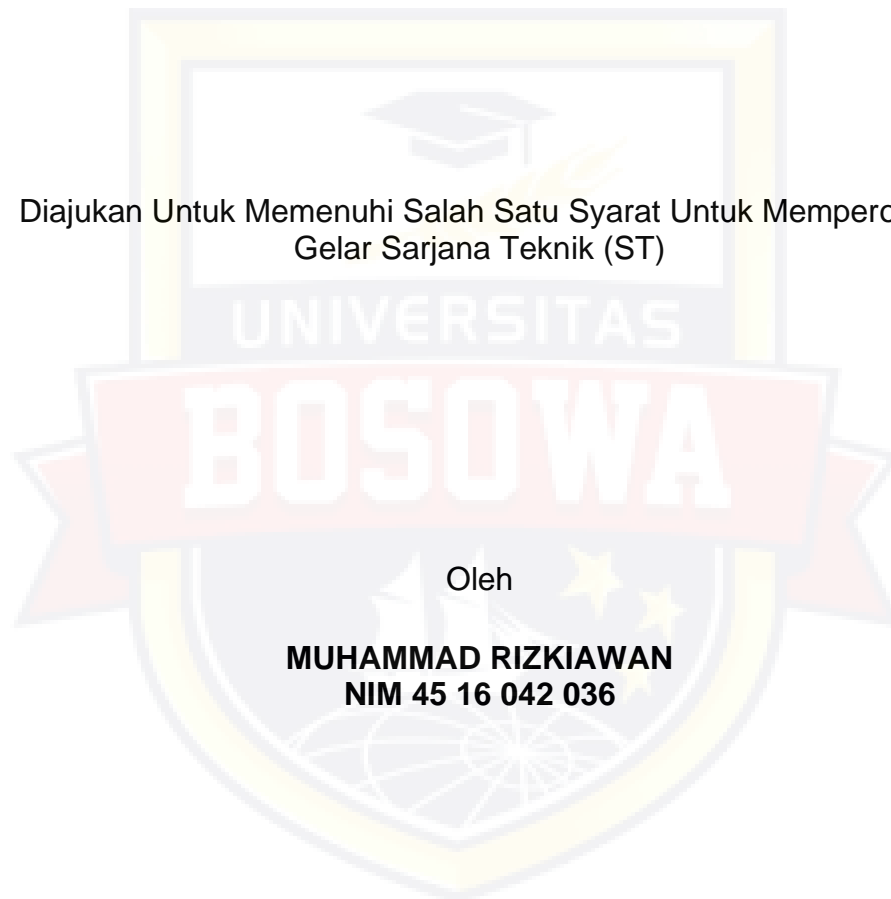 Diajukan Untuk Memenuhi Salah Satu Syarat Untuk
Gelar Sarjana Teknik (ST)
UNIVERSITAS
BOSOWA
Oleh
MUHAMMAD RIZKIAWAN
NIM 45 16 042 036